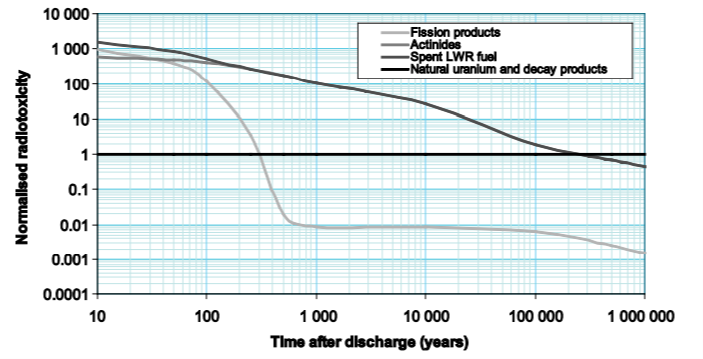 10 000
Fission products
1 000
Actinides
Spent LWR fuel
Natural uranium and decay products
100
10
1
0.1
0.01
0.001
0.0001
Normalised radiotoxicity
10 100 1 000 10 000 100 000 1 000 000
Time after discharge (years)